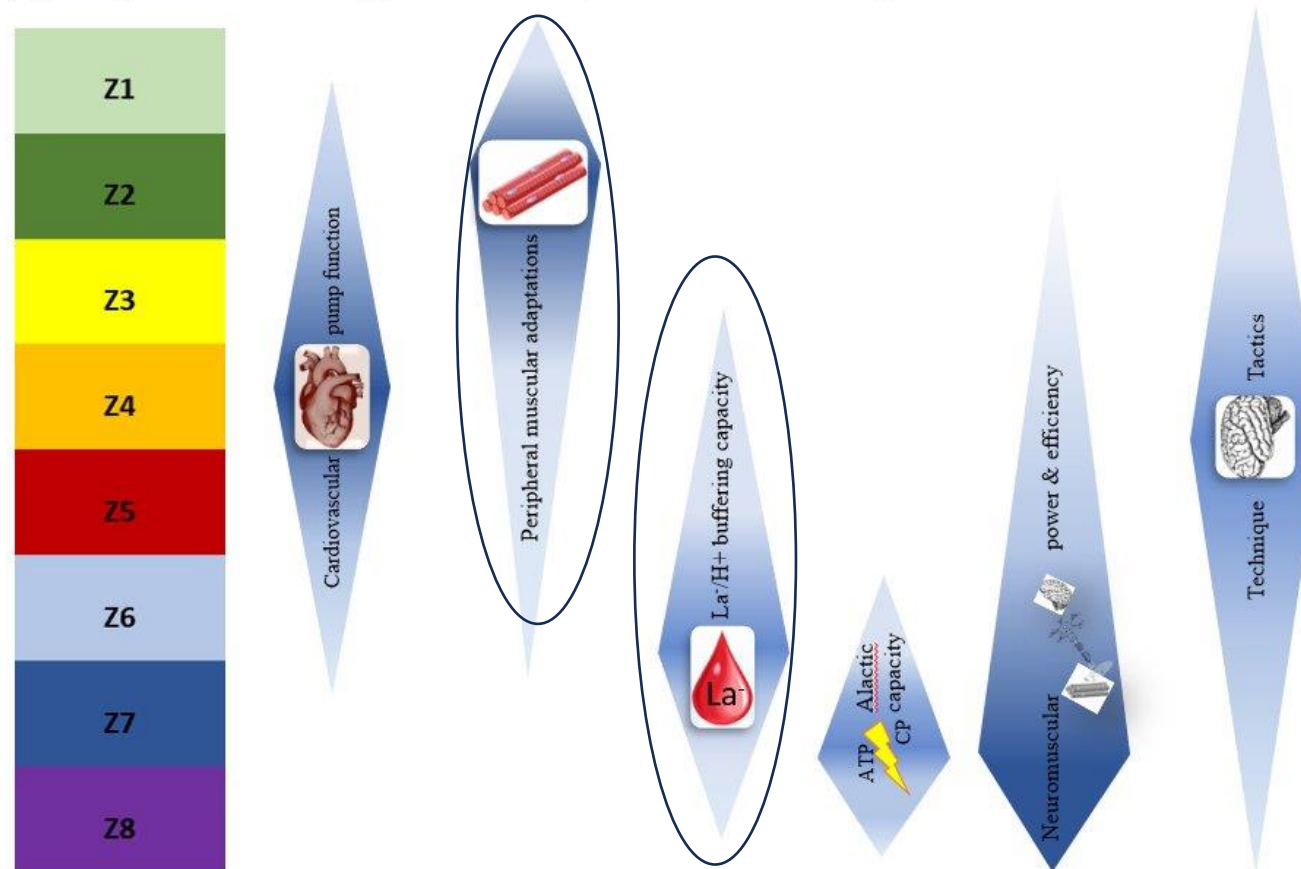 Z1
Z2
Z3
Z4
Z5
Z6
Z7
Z8
Cardiovascular pump function
Peripheral muscular adaptations
La⁻/H+ buffering capacity
La⁻
ATP Alactic
CP capacity
Neuromuscular power & efficiency
Technique Tactics